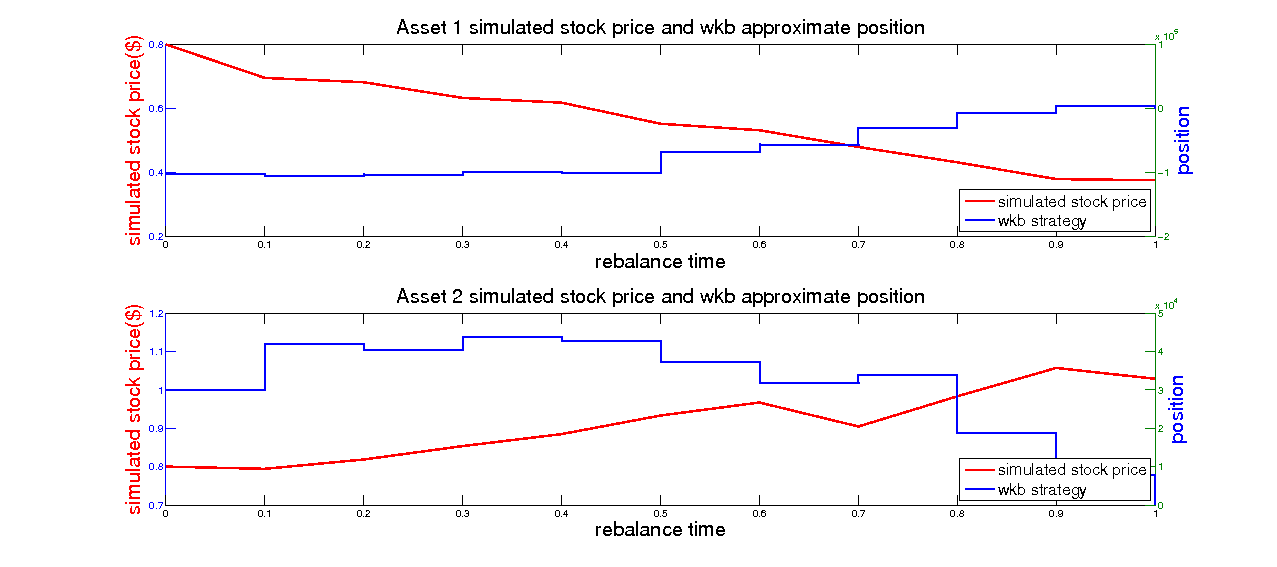 Asset 1 simulated stock price and wkb approximate position
x 10^5
simulated stock price($)
0.8
0.6
0.4
0.2
1
0
-1
-2
position
simulated stock price
wkb strategy
0 0.1 0.2 0.3 0.4 0.5 0.6 0.7 0.8 0.9 1
rebalance time
Asset 2 simulated stock price and wkb approximate position
x 10^4
simulated stock price($)
1.2
1.1
1
0.9
0.8
0.7
5
4
3
2
1
0
position
simulated stock price
wkb strategy
0 0.1 0.2 0.3 0.4 0.5 0.6 0.7 0.8 0.9 1
rebalance time